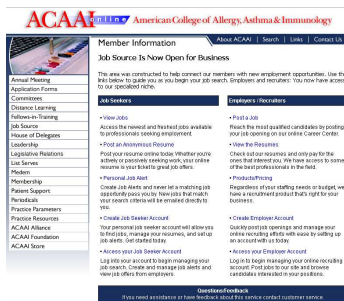 ACAAI online American College of Allergy, Asthma & Immunology
About ACAAI | Search | Links | Contact Us
Member Information
Job Source Is Now Open for Business
This area was constructed to help connect our members with new employment opportunities. Use th
links below to guide you as you begin your job search. Employers and recruiters: You now have access
to our specialized niche.
Annual Meeting
Application Forms
Committees
Distance Learning
Fellows-in-Training
Job Source
House of Delegates
Leadership
Legislative Relations
List Serves
Medem
Membership
Patient Support
Periodicals
Practice Parameters
Practice Resources
ACAAI Alliance
ACAAI Foundation
ACAAI Store
Job Seekers
• View Jobs
Access the newest and freshest jobs available
to professionals seeking employment.
• Post an Anonymous Resume
Post your resume online today. Whether you're
actively or passively seeking work, your online
resume is your ticket to great job offers.
• Personal Job Alert
Create Job Alerts and never let a matching job
opportunity pass you by. New jobs that match
your search criteria will be emailed directly to
you.
• Create Job Seeker Account
Your personal job seeker account will allow you
to find jobs, manage your resumes, and set up
job alerts. Get started today.
• Access your Job Seeker Account
Log into your account to begin managing your
job search. Create and manage job alerts and
view job offers from employers.
Employers / Recruiters
• Post a Job
Reach the most qualified candidates by posting
your job opening on our online Career Center.
• View the Resumes
Check out our resumes and only pay for the
ones that interest you. We have access to some
of the best professionals in the field.
• Products/Pricing
Regardless of your staffing needs or budget, we
have a recruitment product that's right for your
business.
• Create Employer Account
Quickly post job openings and manage your
online recruiting efforts with ease by setting up
an account with us today.
• Access your Employer Account
Log in to begin managing your online recruiting
account. Post jobs to our site and browse
candidates interested in your positions.
Questions/Feedback
If you need assistance or have feedback about this service contact customer service